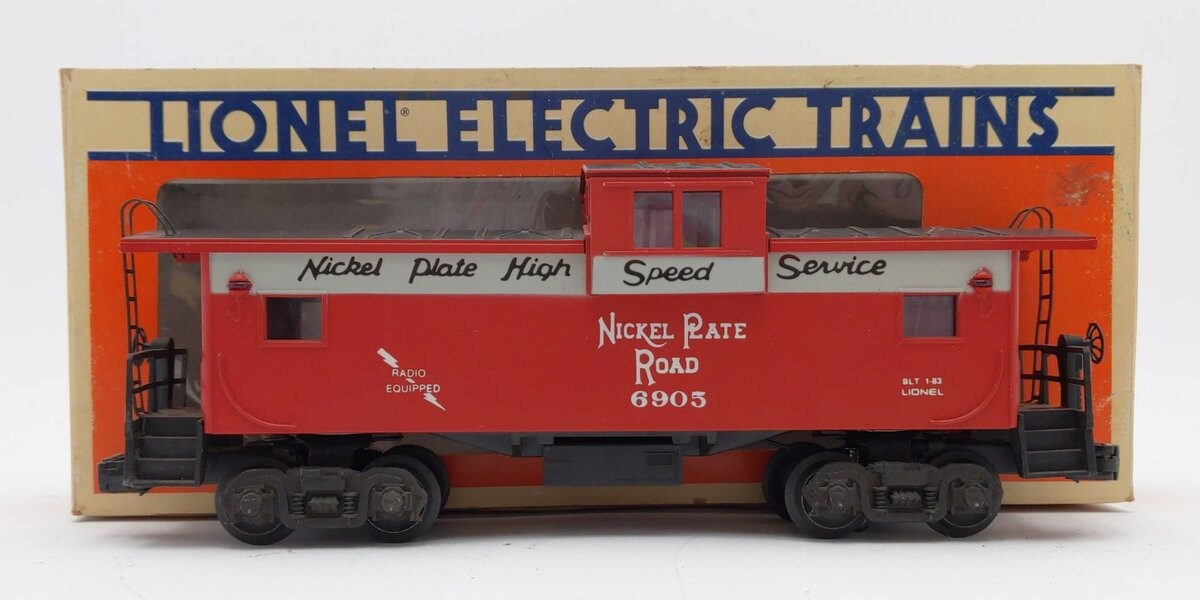 LIONEL® ELECTRIC TRAINS
Nickel Plate High Speed Service
NICKEL PLATE
ROAD
6905
RADIO
EQUIPPED
BLT 1-83
LIONEL